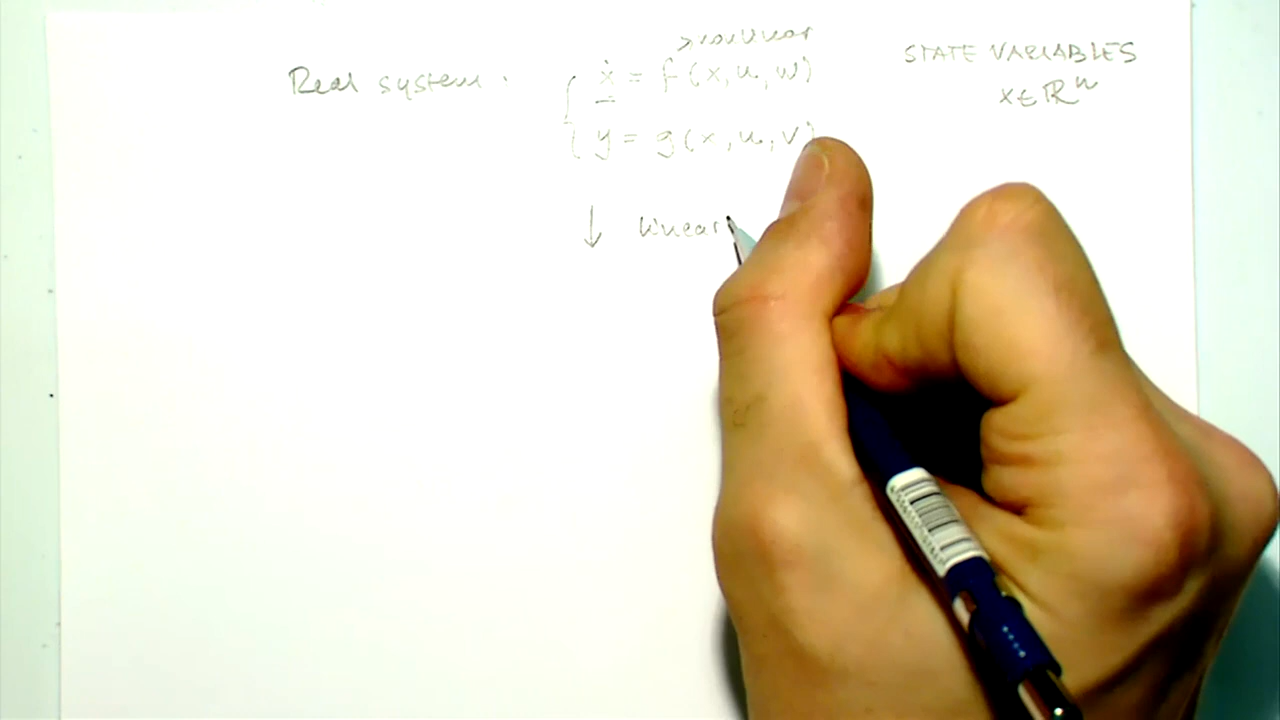 >nonlinear
Real system: ẋ = f(x, u, w)
y = g(x, u, v)
STATE VARIABLES
x ∈ ℝⁿ
↓ linear